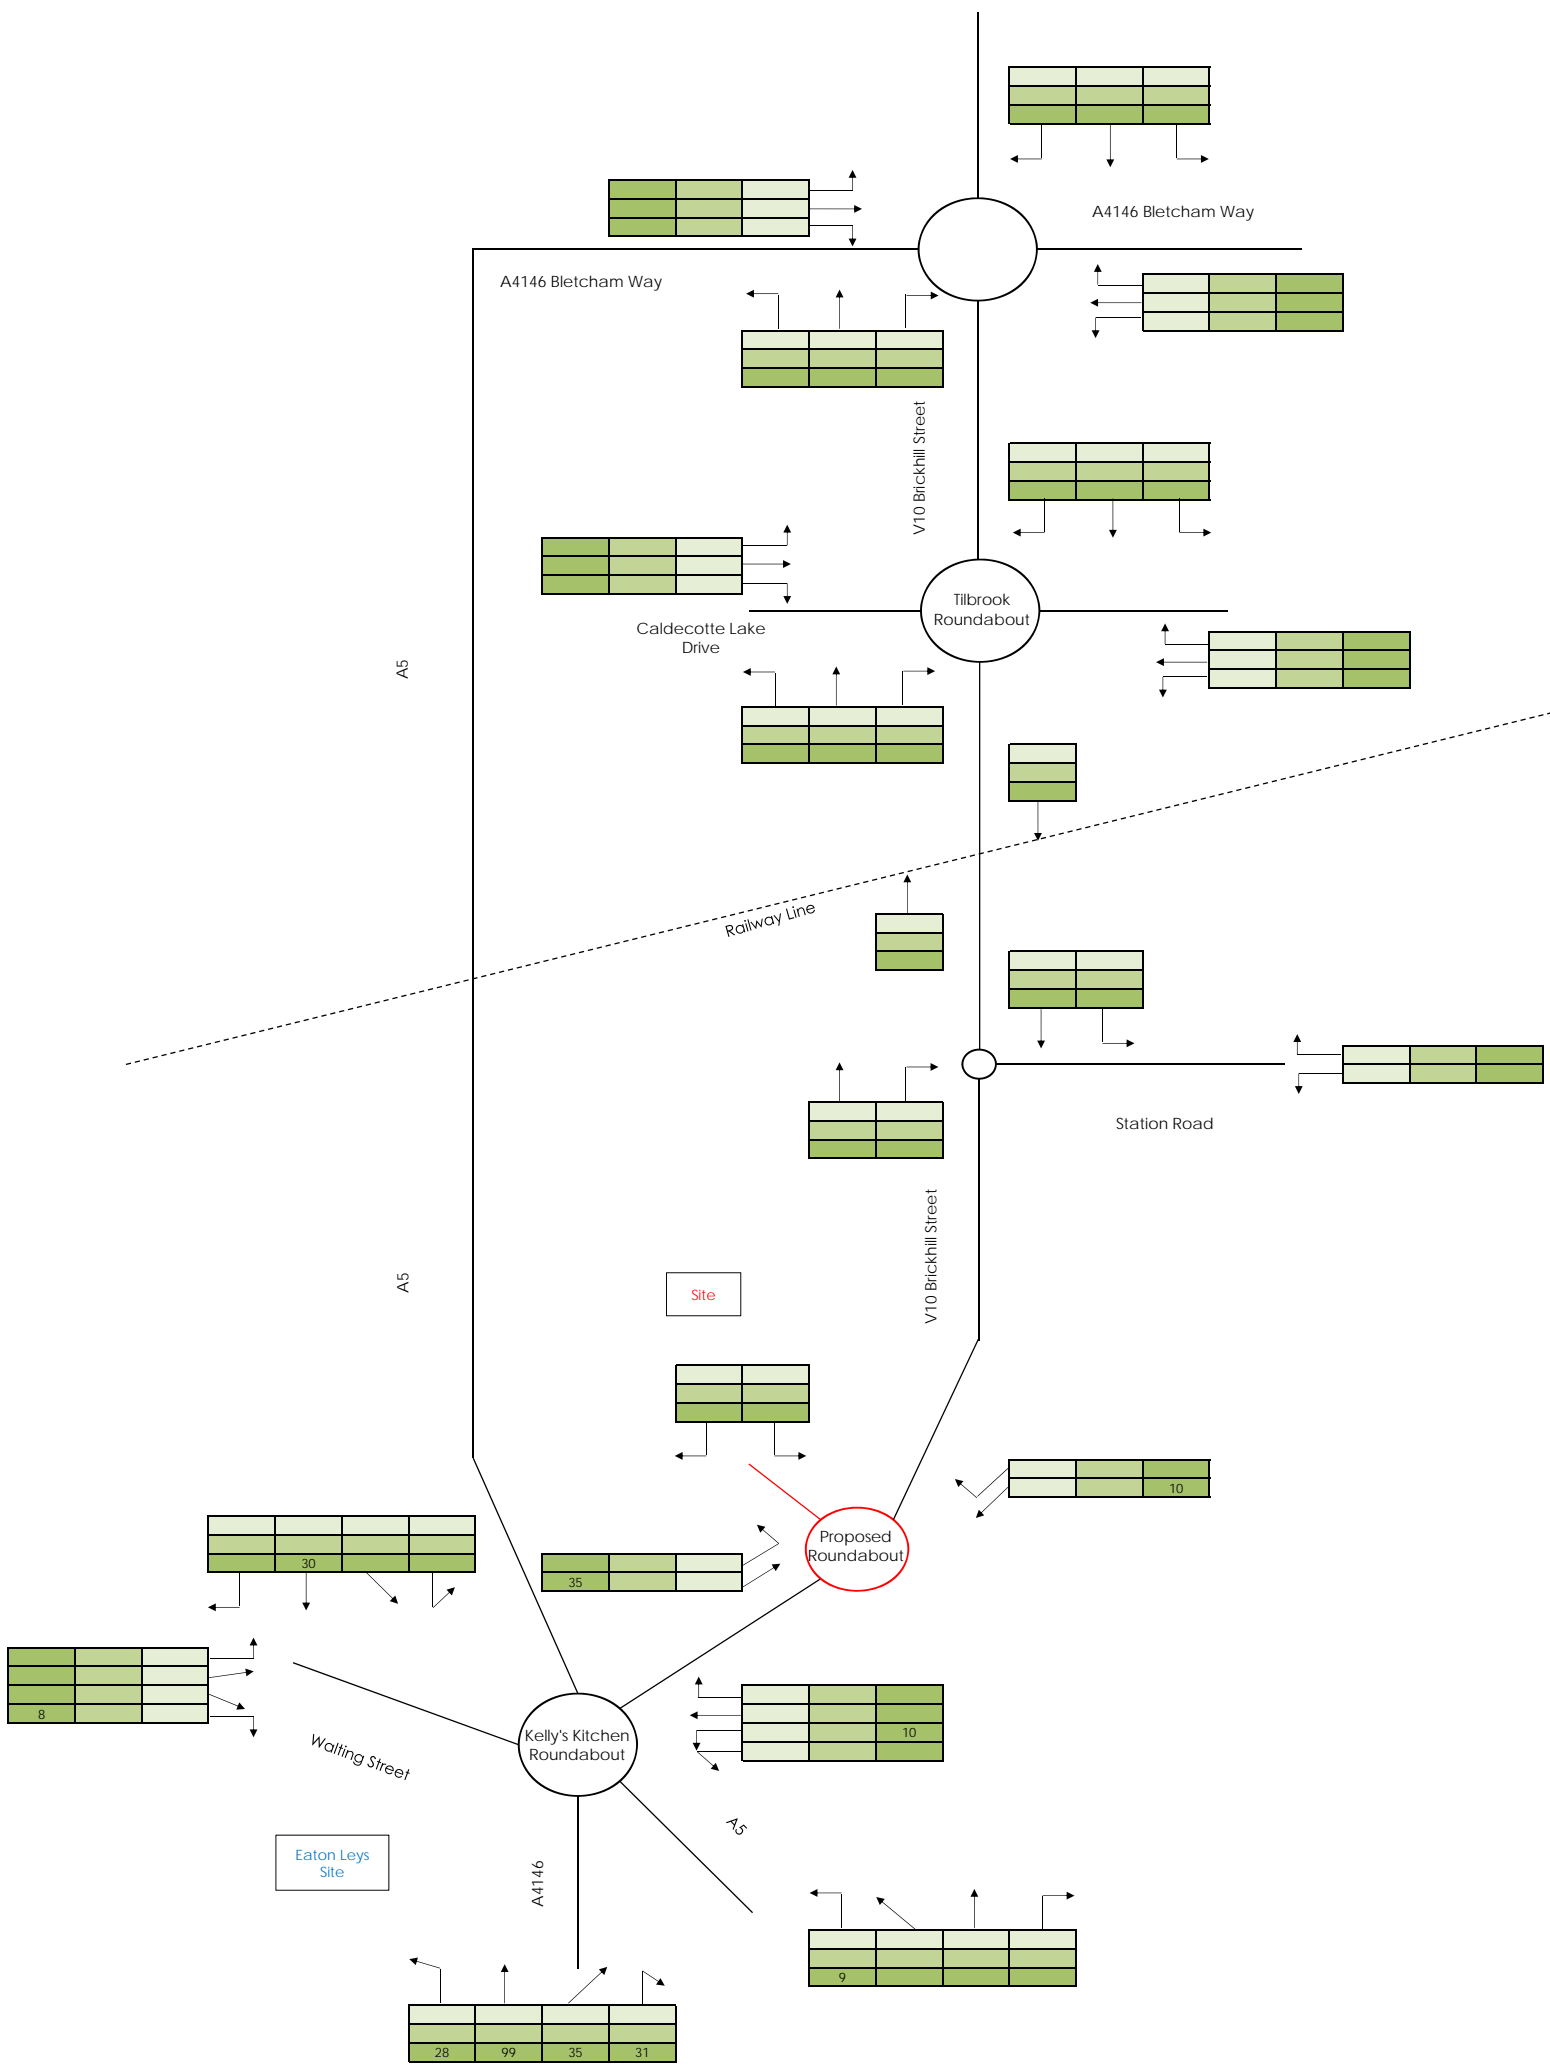 A4146 Bletcham Way
A4146 Bletcham Way
V10 Brickhill Street
Tilbrook
Roundabout
Caldecotte Lake
Drive
A5
Railway Line
Station Road
V10 Brickhill Street
A5
Site
10
Proposed
Roundabout
30
35
8
Kelly's Kitchen
Roundabout
10
Walting Street
A5
Eaton Leys
Site
A4146
9
28 99 35 31